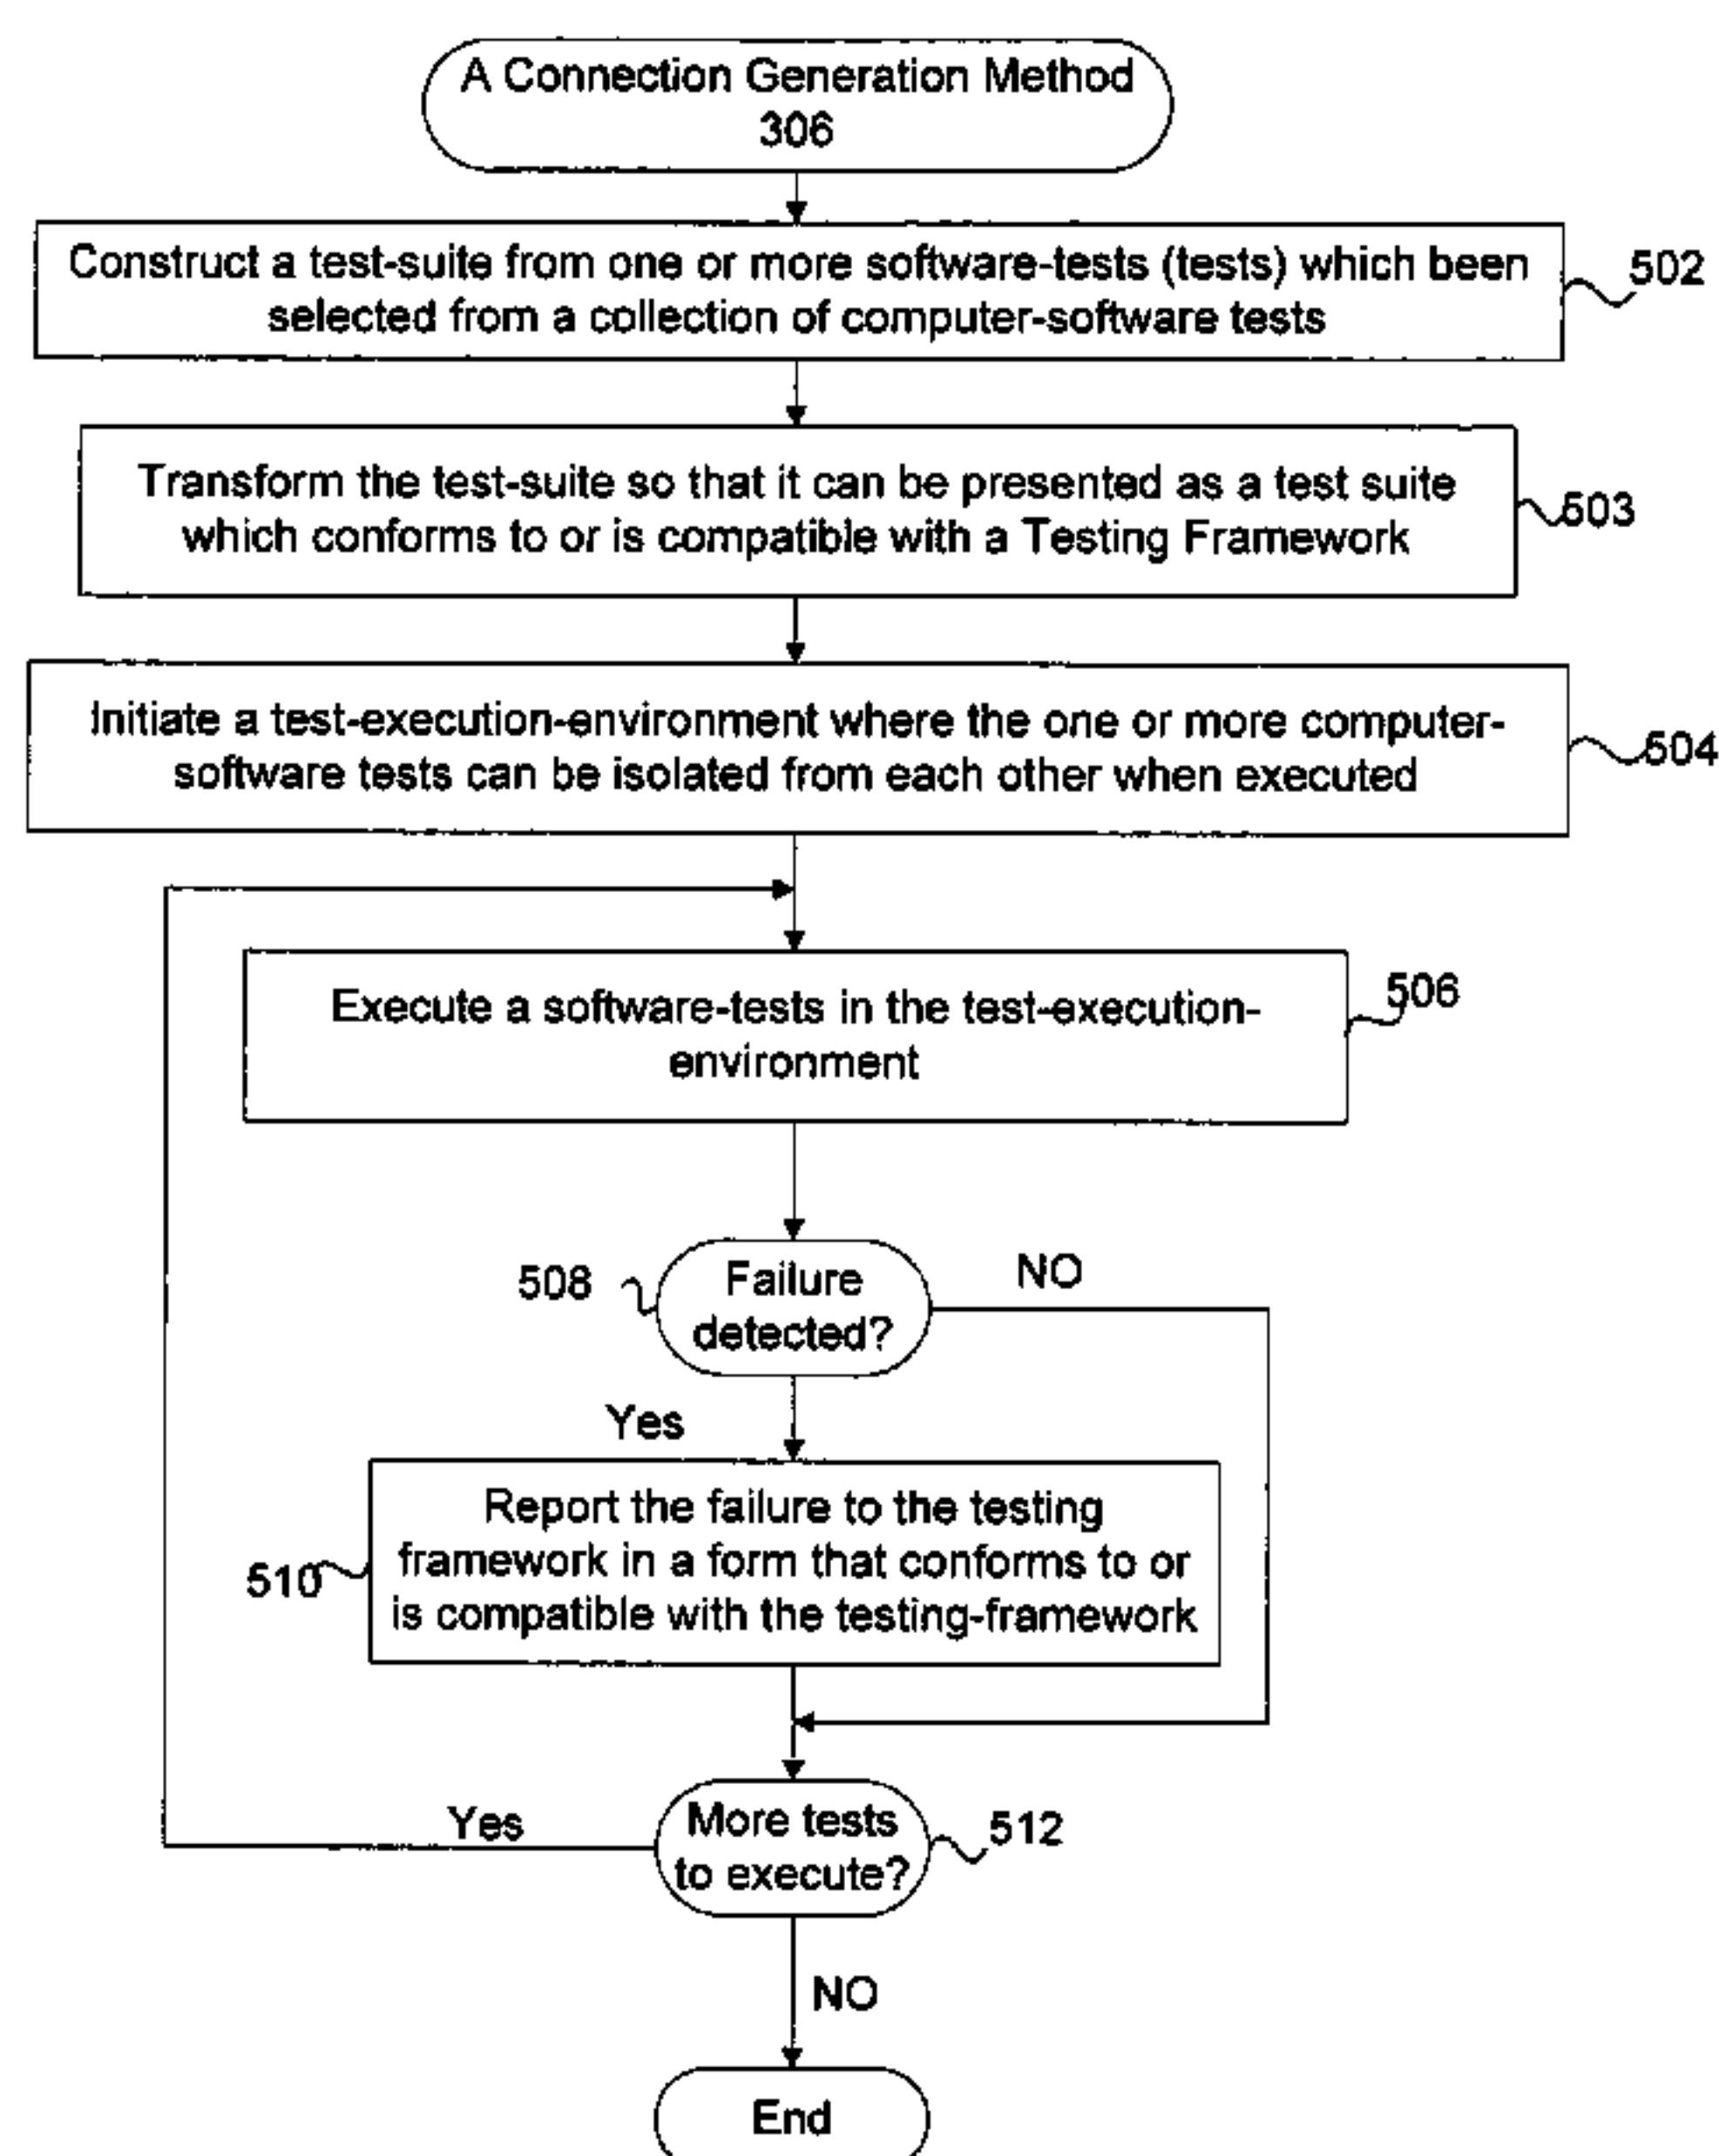 A Connection Generation Method
306
Construct a test-suite from one or more software-tests (tests) which been
selected from a collection of computer-software tests
502
Transform the test-suite so that it can be presented as a test suite
which conforms to or is compatible with a Testing Framework
503
Initiate a test-execution-environment where the one or more computer-
software tests can be isolated from each other when executed
504
Execute a software-tests in the test-execution-
environment
506
508
Failure
detected?
NO
Yes
Report the failure to the testing
framework in a form that conforms to or
is compatible with the testing-framework
510
Yes
More tests
to execute?
512
NO
End